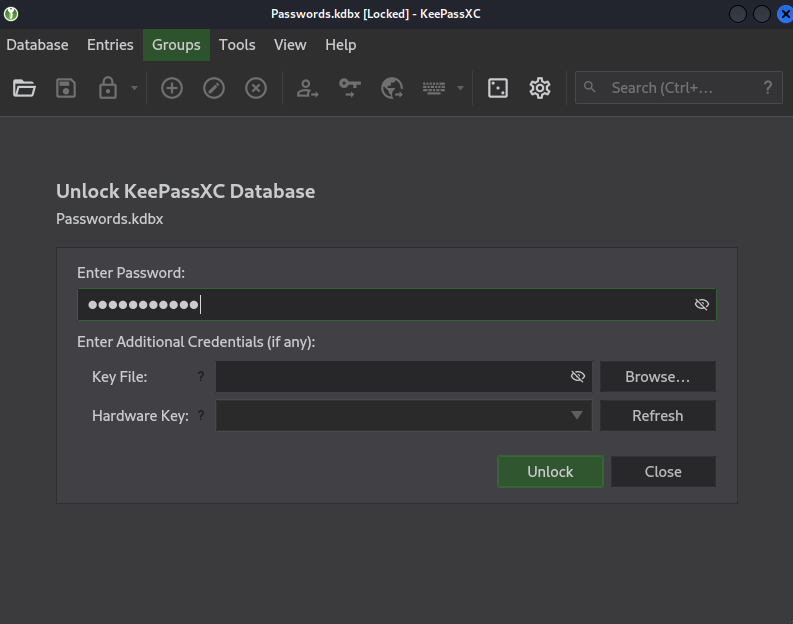 Passwords.kdbx [Locked] - KeePassXC
Database Entries Groups Tools View Help
Search (Ctrl+... ?
Unlock KeePassXC Database
Passwords.kdbx
Enter Password:
●●●●●●●●●●●
Enter Additional Credentials (if any):
Key File: ? Browse...
Hardware Key: ? Refresh
Unlock Close